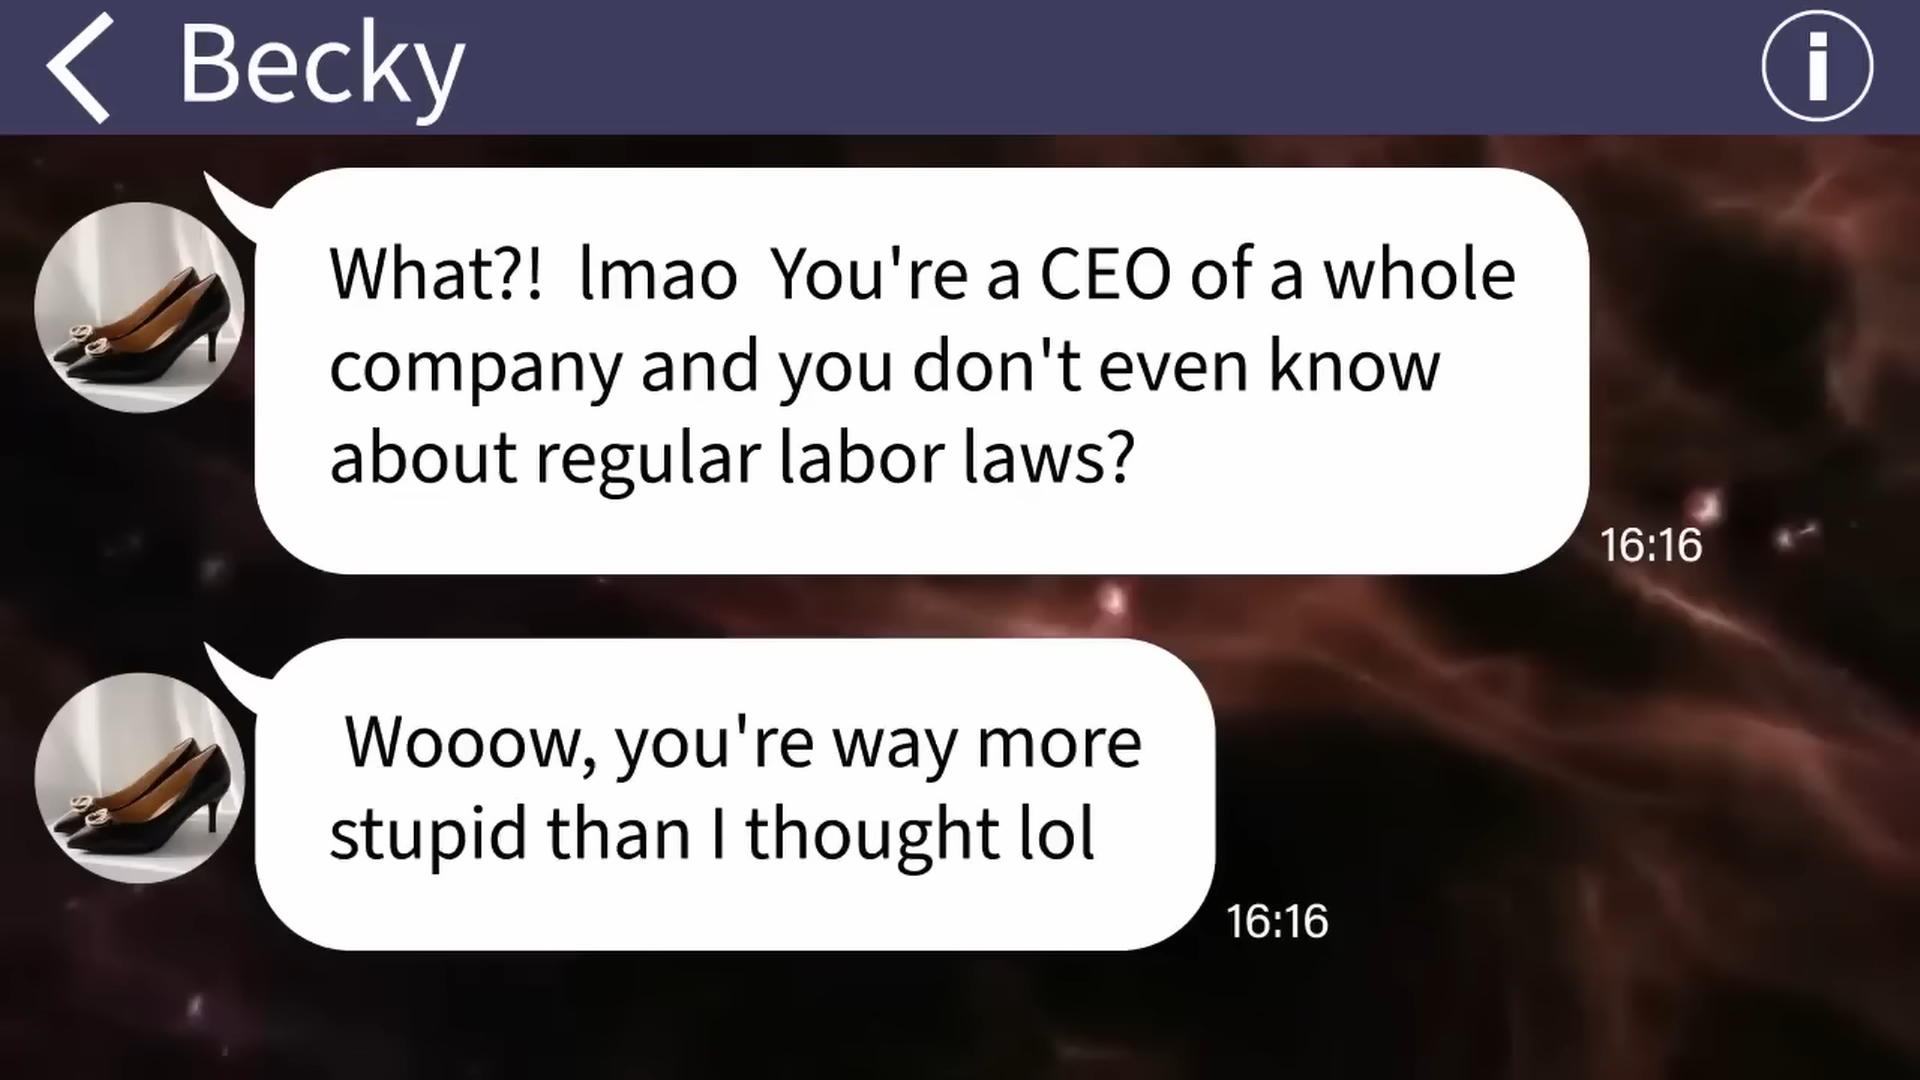 Becky
What?!  lmao  You're a CEO of a whole
company and you don't even know
about regular labor laws?
16:16
Wooow, you're way more
stupid than I thought lol
16:16